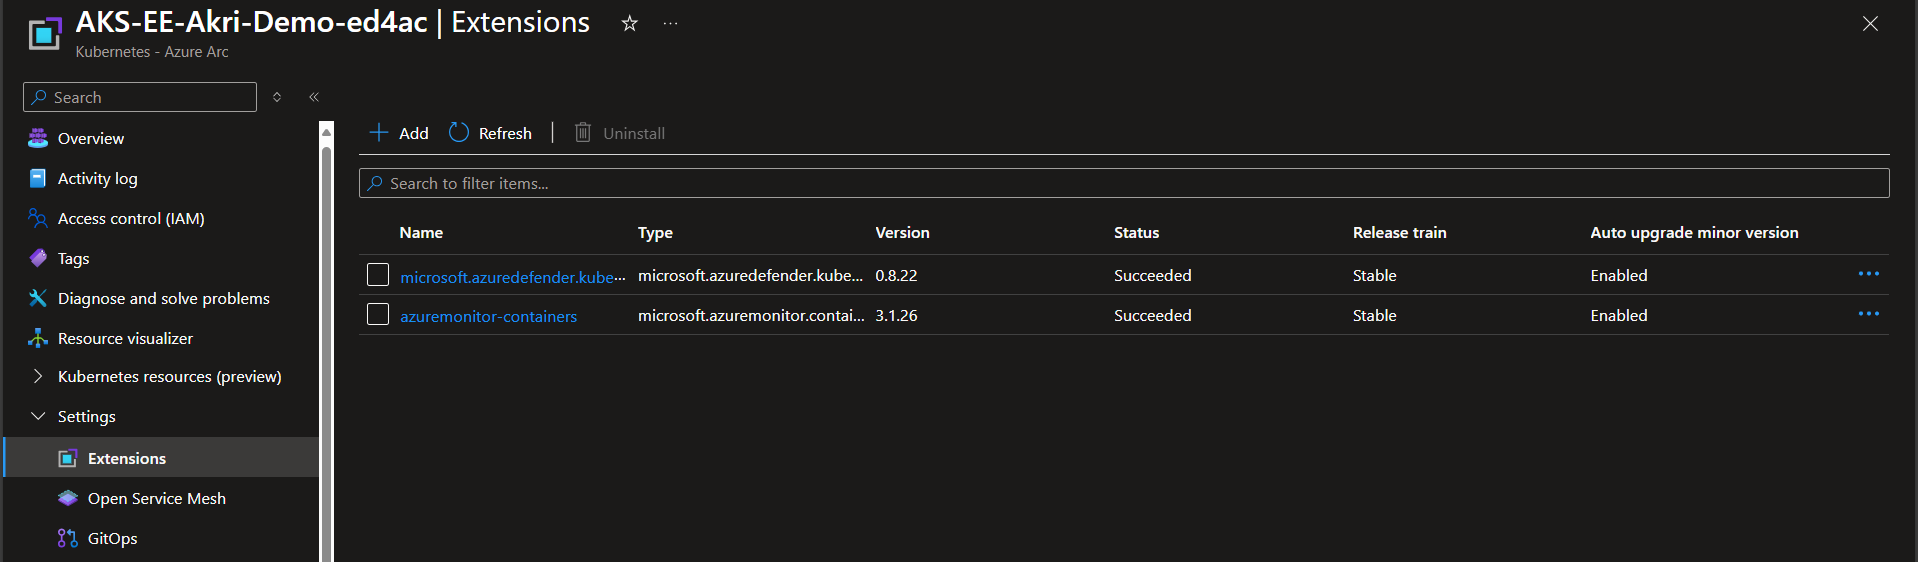 AKS-EE-Akri-Demo-ed4ac | Extensions
Kubernetes - Azure Arc
Search
Overview
Activity log
Access control (IAM)
Tags
Diagnose and solve problems
Resource visualizer
Kubernetes resources (preview)
Settings
Extensions
Open Service Mesh
GitOps
Add Refresh Uninstall
Search to filter items...
Name Type Version Status Release train Auto upgrade minor version
microsoft.azuredefender.kube... microsoft.azuredefender.kube... 0.8.22 Succeeded Stable Enabled
azuremonitor-containers microsoft.azuremonitor.contai... 3.1.26 Succeeded Stable Enabled